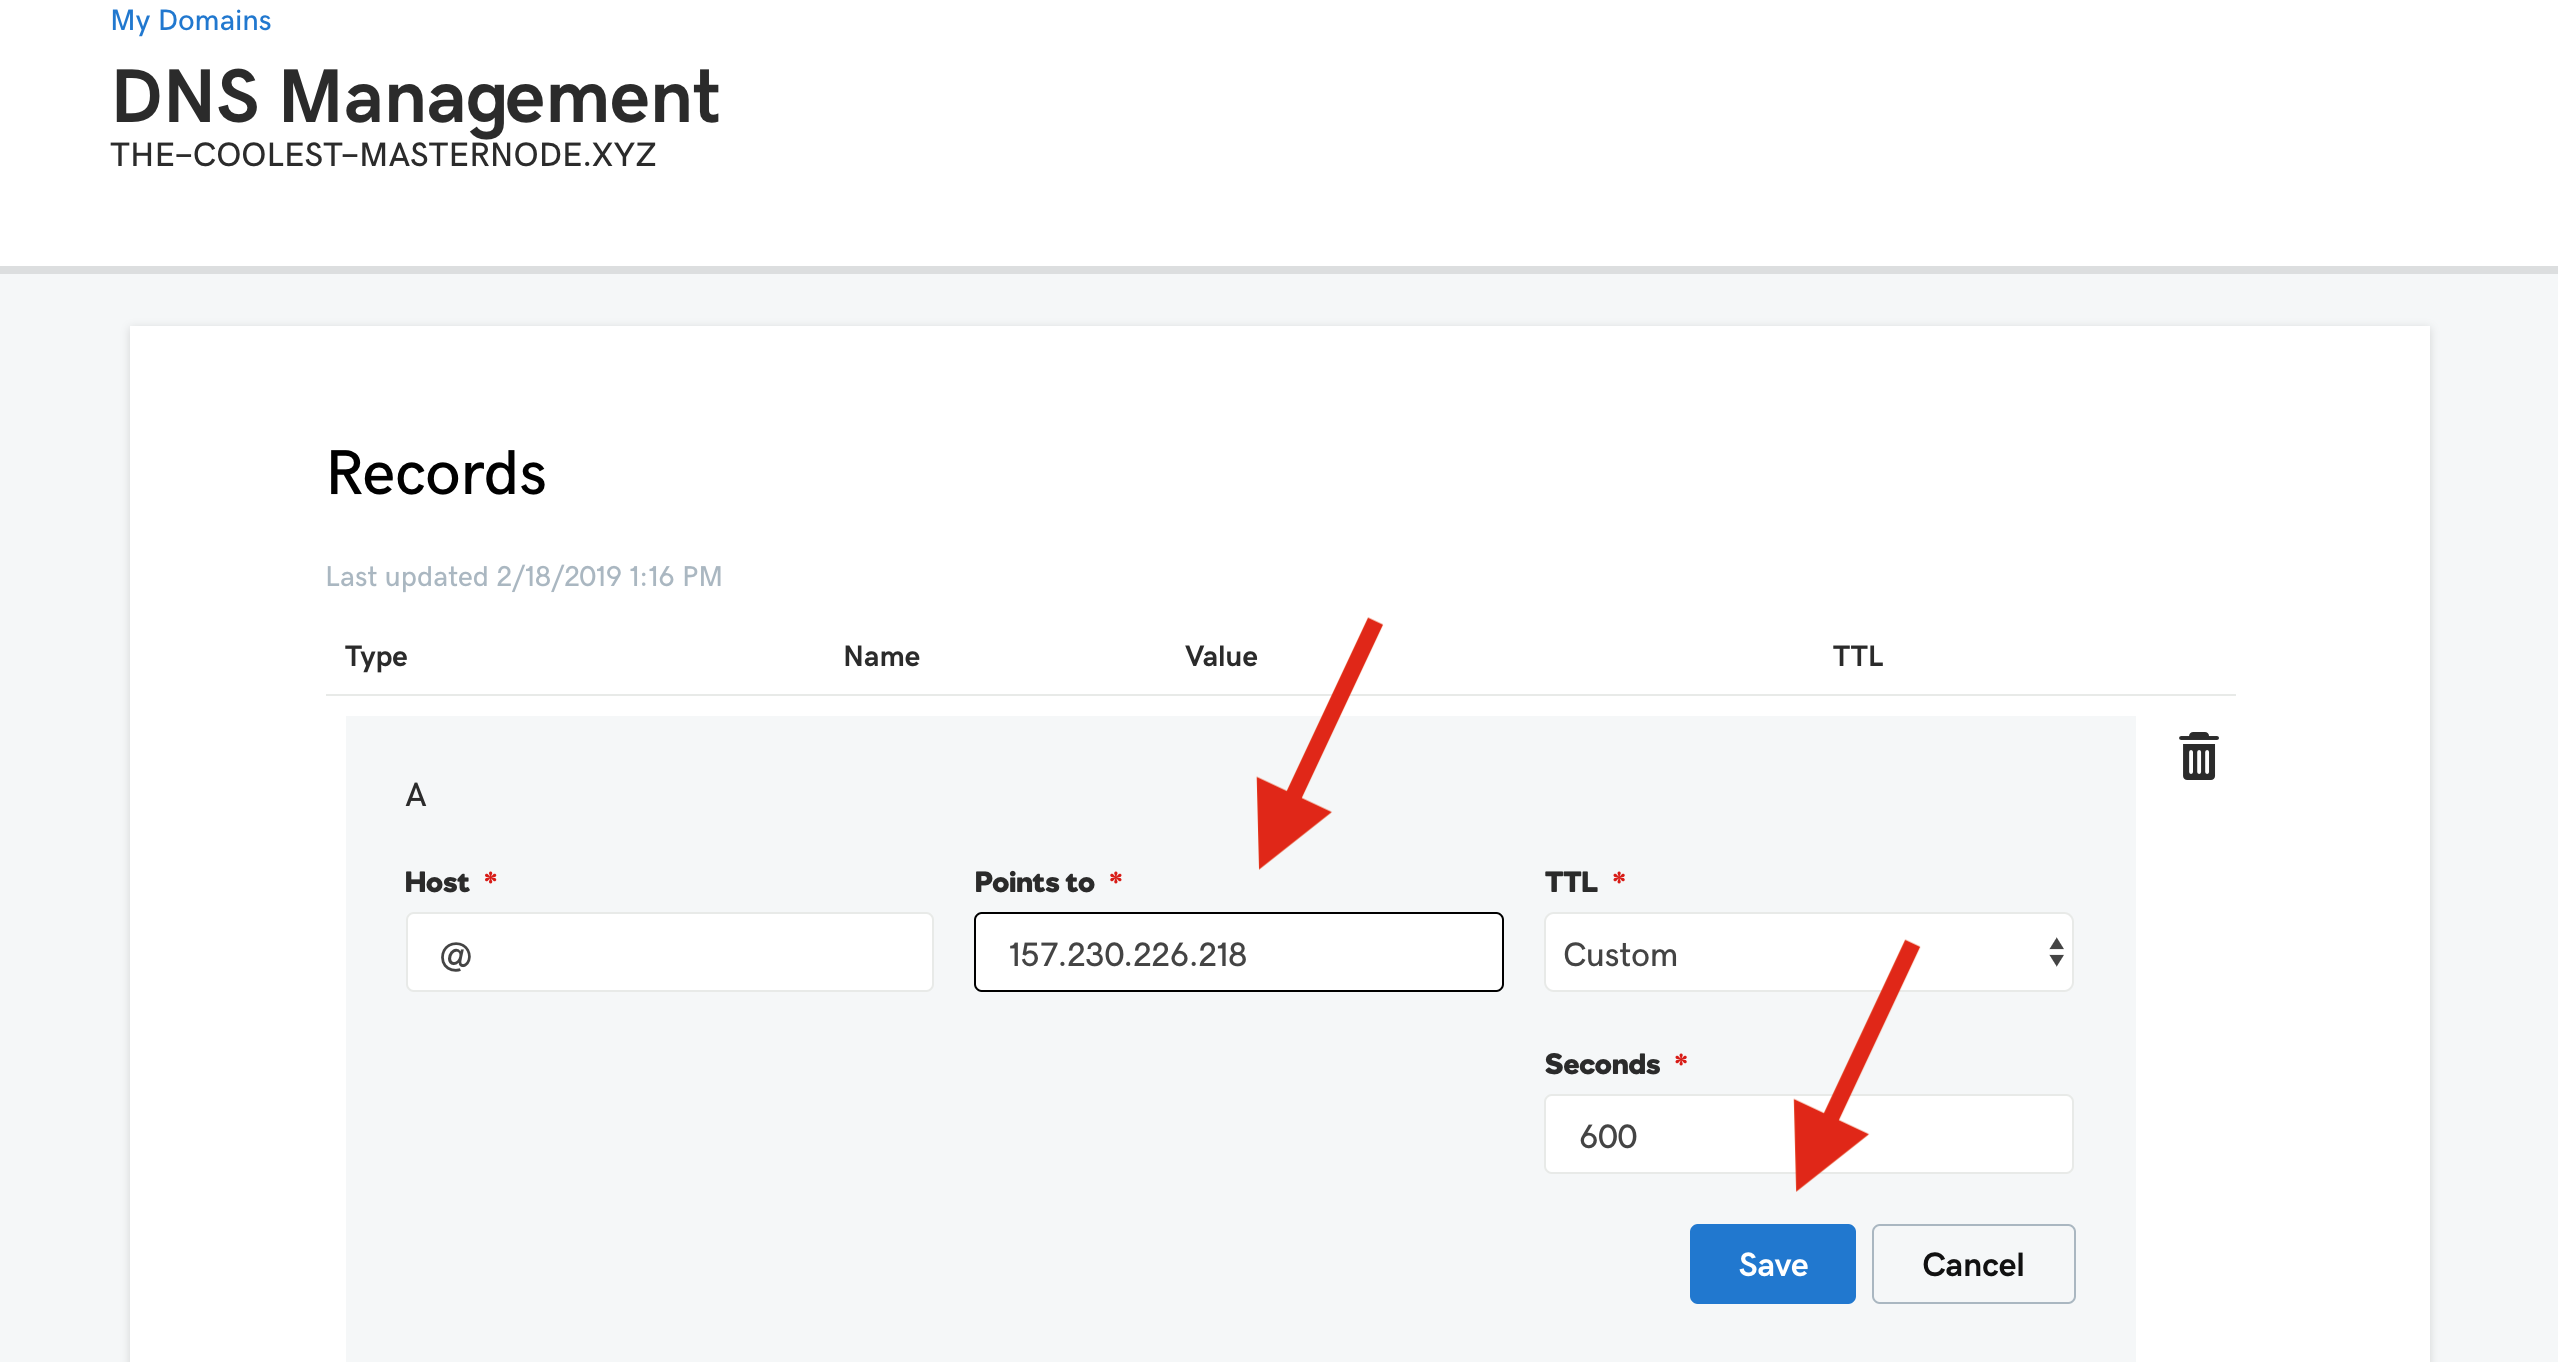 My Domains
DNS Management
THE-COOLEST-MASTERNODE.XYZ
Records
Last updated 2/18/2019 1:16 PM
Type Name Value TTL
A
Host * Points to * TTL *
@ 157.230.226.218 Custom
Seconds *
600
Save Cancel